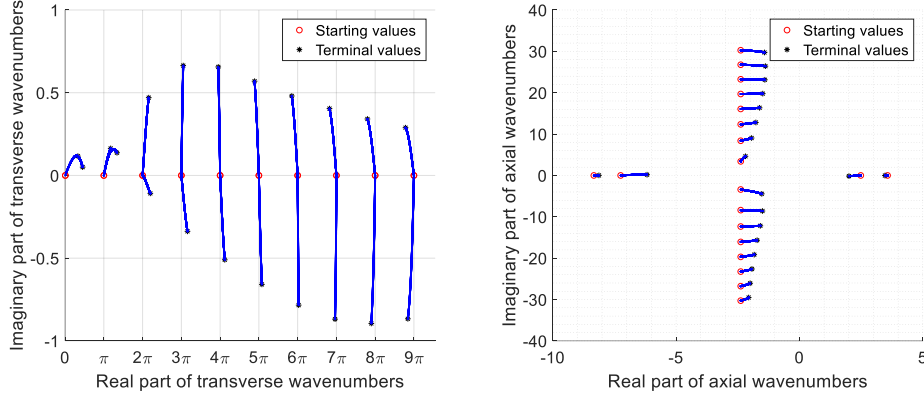 1
0.5
0
-0.5
-1
0
π
2π
3π
4π
5π
6π
7π
8π
9π
Imaginary part of transverse wavenumbers
Real part of transverse wavenumbers
Starting values
Terminal values
40
30
20
10
0
-10
-20
-30
-40
-10
-5
0
5
Imaginary part of axial wavenumbers
Real part of axial wavenumbers
Starting values
Terminal values